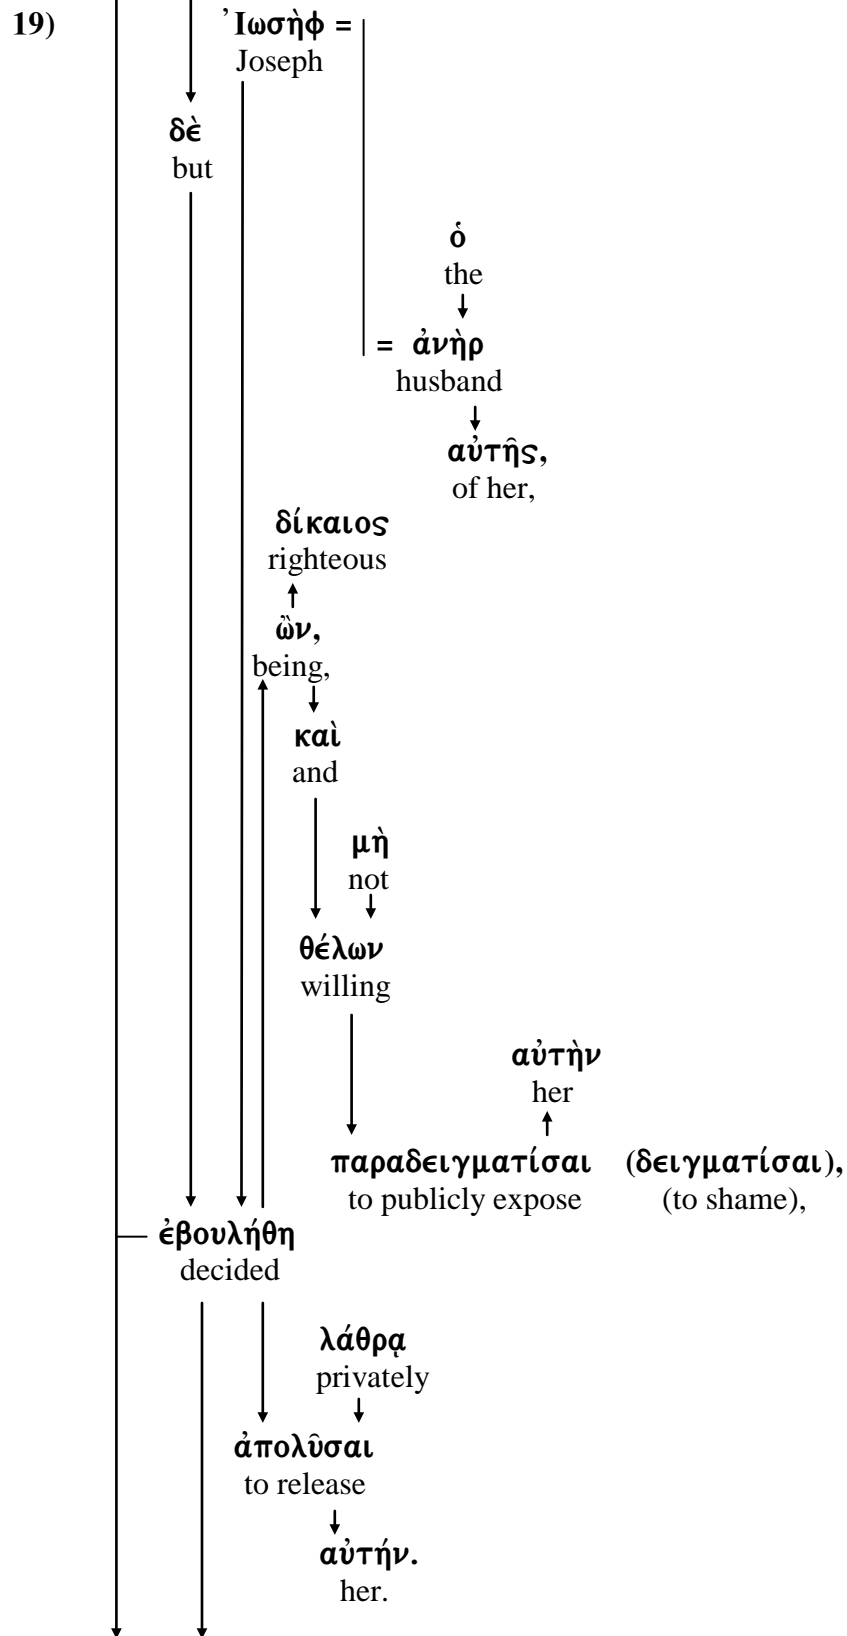 19) Ἰωσὴφ =
Joseph
δὲ
but
ὁ
the
= ἀνὴρ
husband
αὐτῆς,
of her,
δίκαιος
righteous
ὢν,
being,
καὶ
and
μὴ
not
θέλων
willing
αὐτὴν
her
παραδειγματίσαι (δειγματίσαι),
to publicly expose (to shame),
ἐβουλήθη
decided
λάθρᾳ
privately
ἀπολῦσαι
to release
αὐτήν.
her.